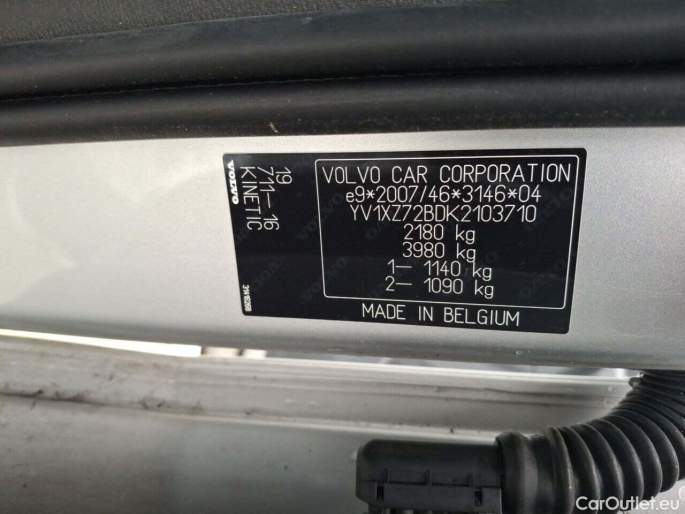 VOLVO CAR CORPORATION
e9*2007/46*3146*04
YV1XZ72BDK2103710
2180 kg
3980 kg
1– 1140 kg
2– 1090 kg
MADE IN BELGIUM
19
711–16
KINETIC
VOLVO
CarOutlet.eu